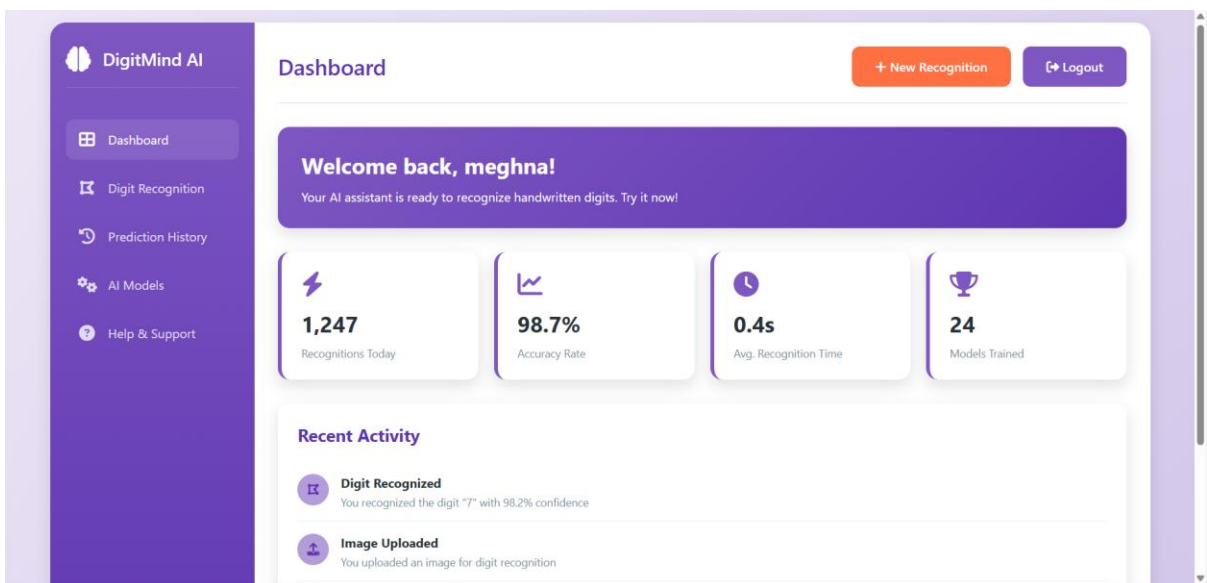 DigitMind AI
Dashboard
Digit Recognition
Prediction History
AI Models
Help & Support
Dashboard
+ New Recognition
Logout
Welcome back, meghna!
Your AI assistant is ready to recognize handwritten digits. Try it now!
1,247
Recognitions Today
98.7%
Accuracy Rate
0.4s
Avg. Recognition Time
24
Models Trained
Recent Activity
Digit Recognized
You recognized the digit "7" with 98.2% confidence
Image Uploaded
You uploaded an image for digit recognition